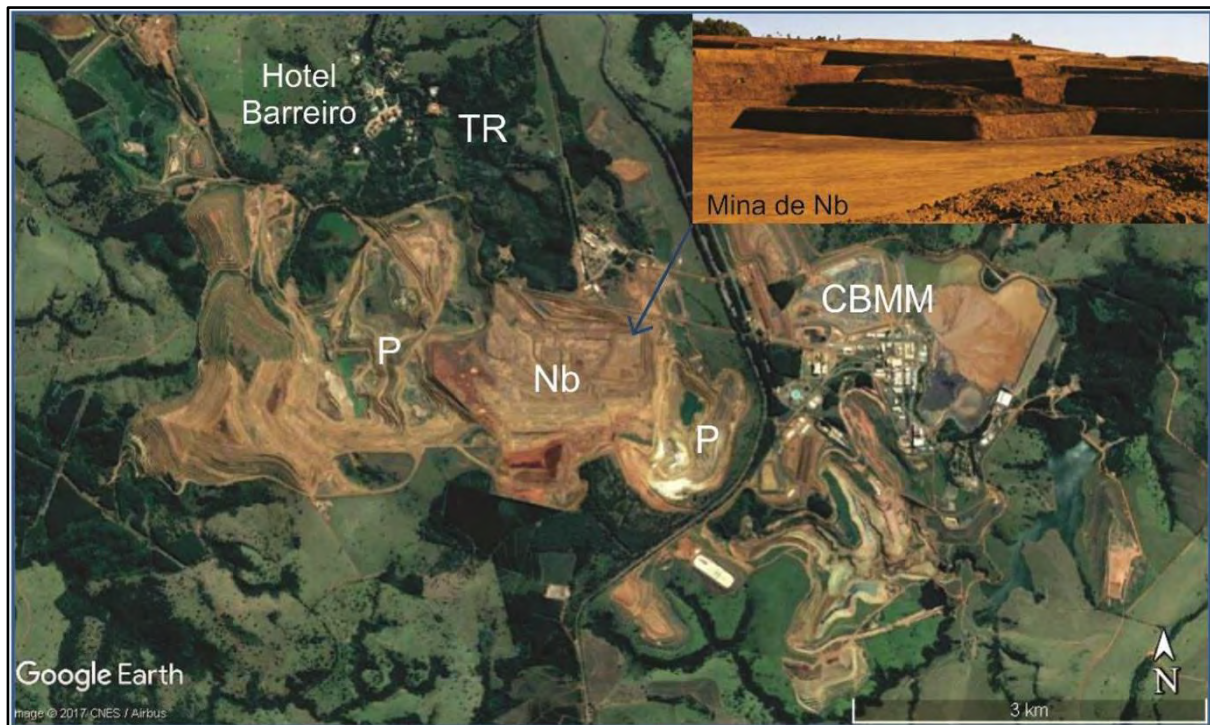 Hotel
Barreiro
TR
Mina de Nb
CBMM
P
Nb
P
Google Earth
N
mage © 2017 CNES / Airbus
3 km